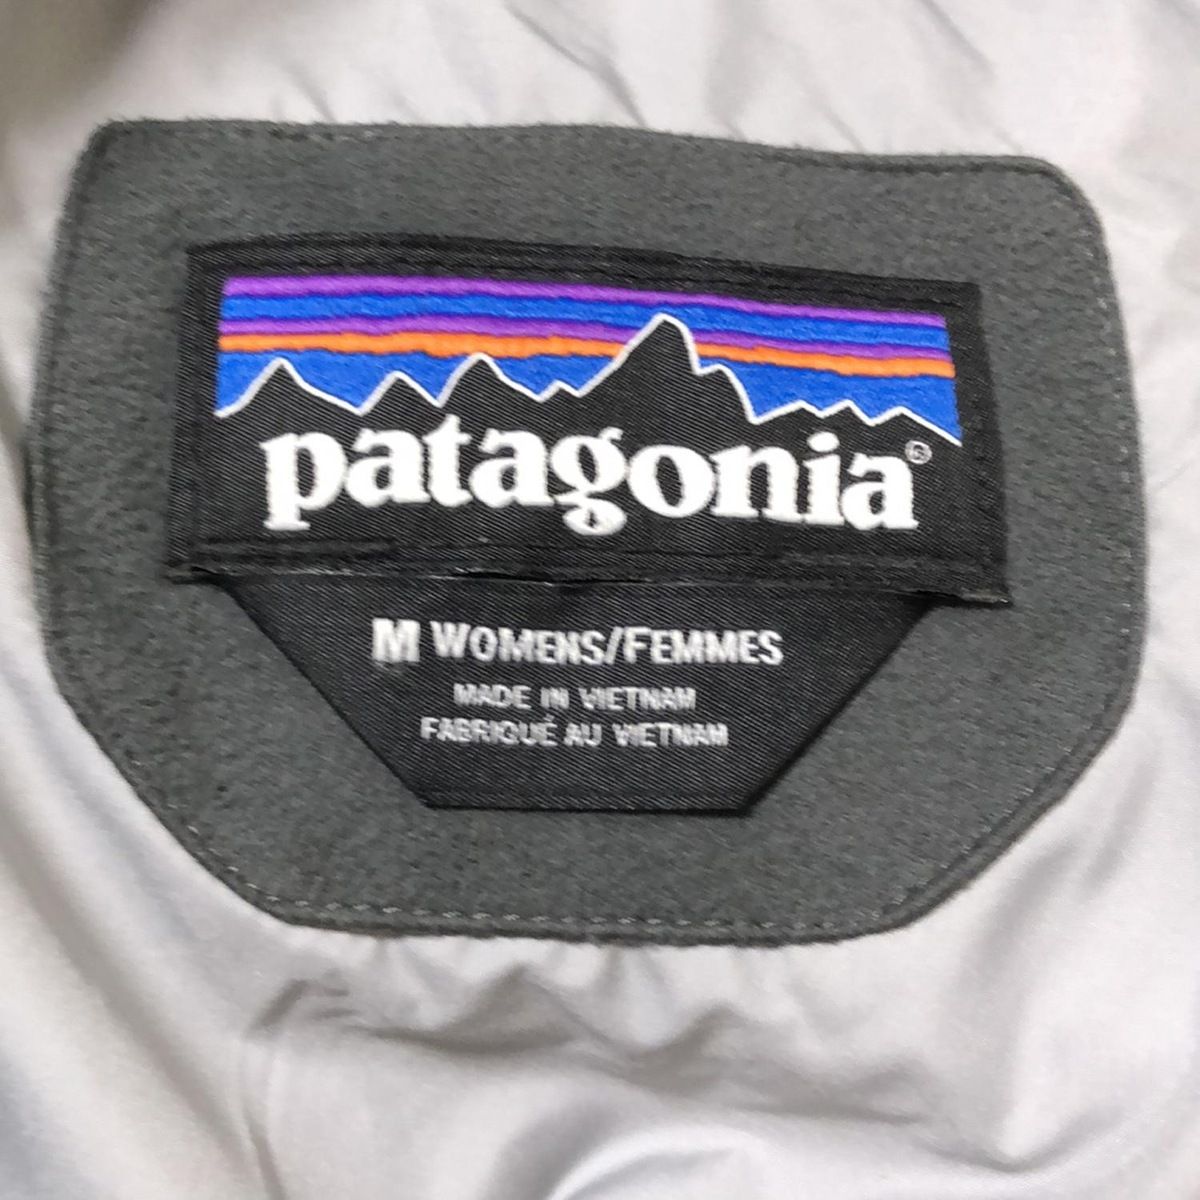 patagonia®
M WOMENS/FEMMES
MADE IN VIETNAM
FABRIQUÉ AU VIETNAM